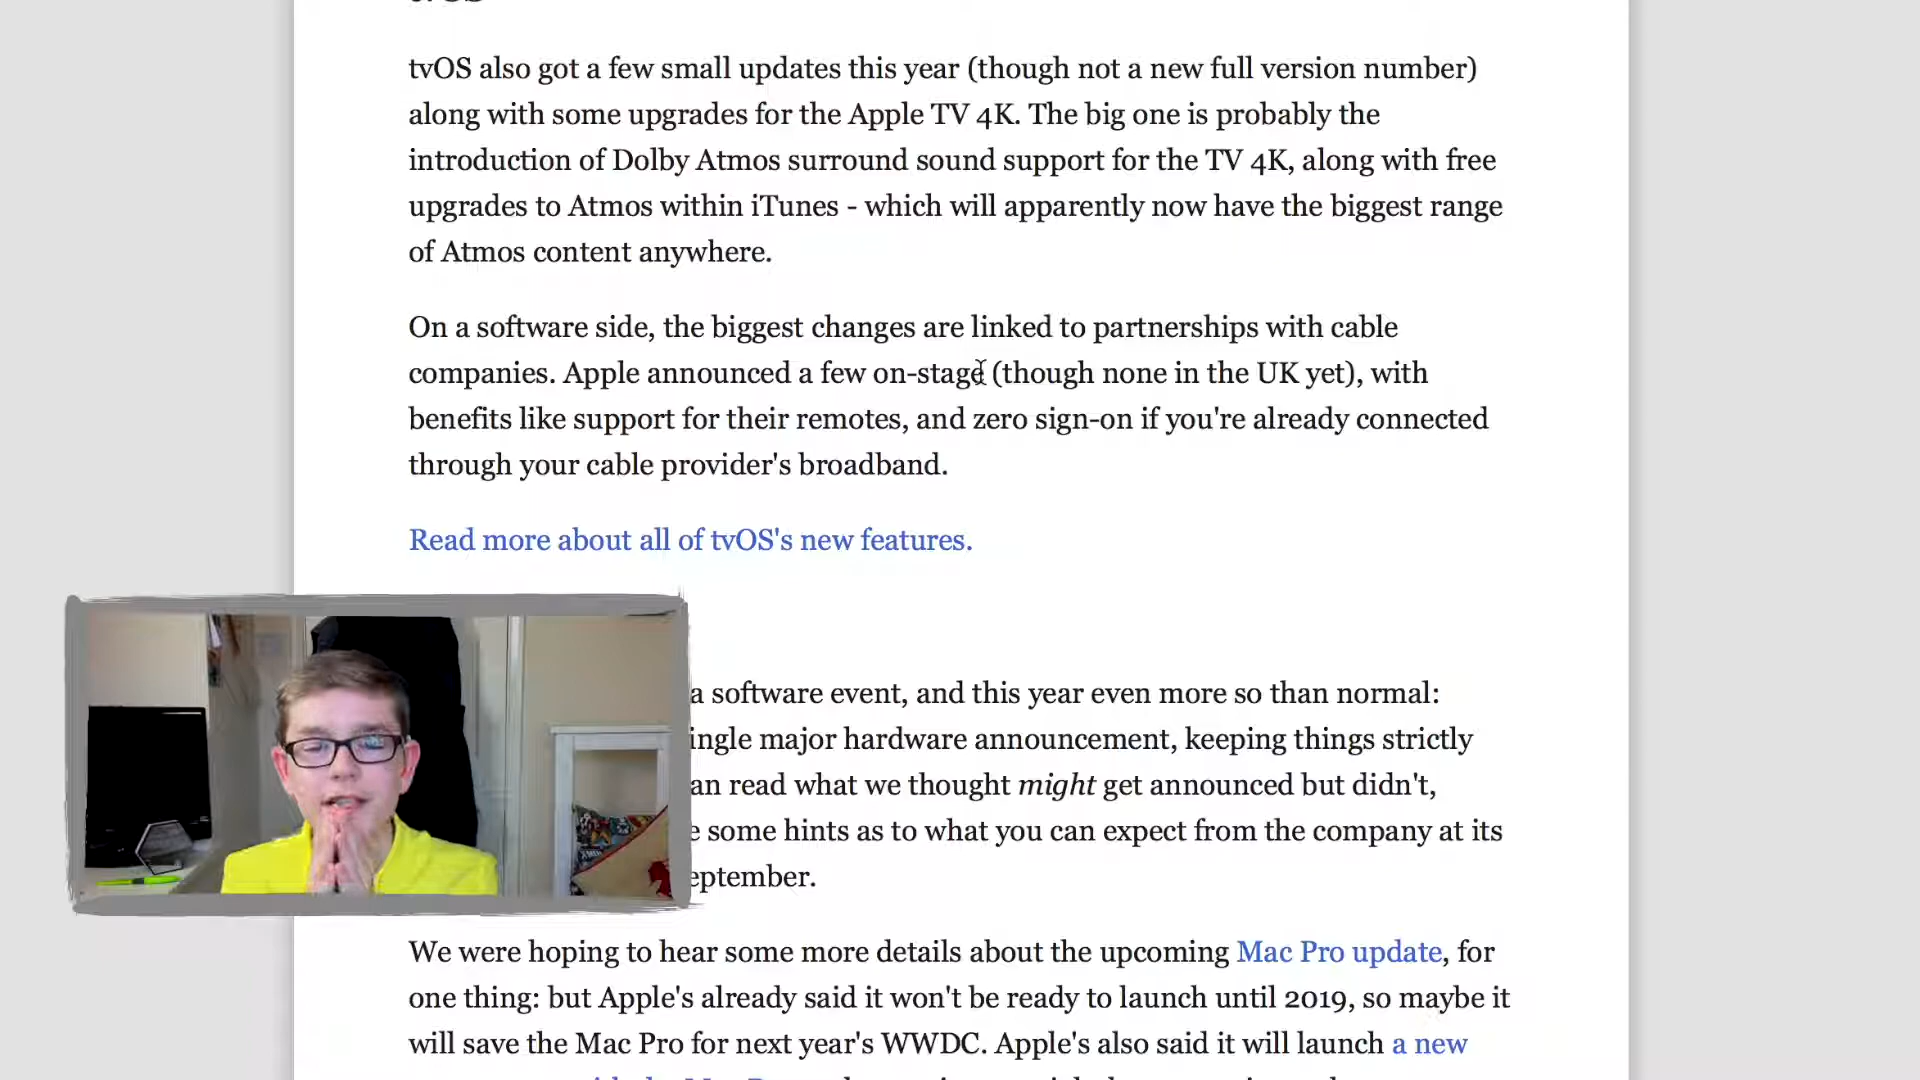 tvOS also got a few small updates this year (though not a new full version number)
along with some upgrades for the Apple TV 4K. The big one is probably the
introduction of Dolby Atmos surround sound support for the TV 4K, along with free
upgrades to Atmos within iTunes - which will apparently now have the biggest range
of Atmos content anywhere.
On a software side, the biggest changes are linked to partnerships with cable
companies. Apple announced a few on-stage (though none in the UK yet), with
benefits like support for their remotes, and zero sign-on if you're already connected
through your cable provider's broadband.
Read more about all of tvOS's new features.
a software event, and this year even more so than normal:
ingle major hardware announcement, keeping things strictly
an read what we thought might get announced but didn't,
e some hints as to what you can expect from the company at its
eptember.
We were hoping to hear some more details about the upcoming Mac Pro update, for
one thing: but Apple's already said it won't be ready to launch until 2019, so maybe it
will save the Mac Pro for next year's WWDC. Apple's also said it will launch a new